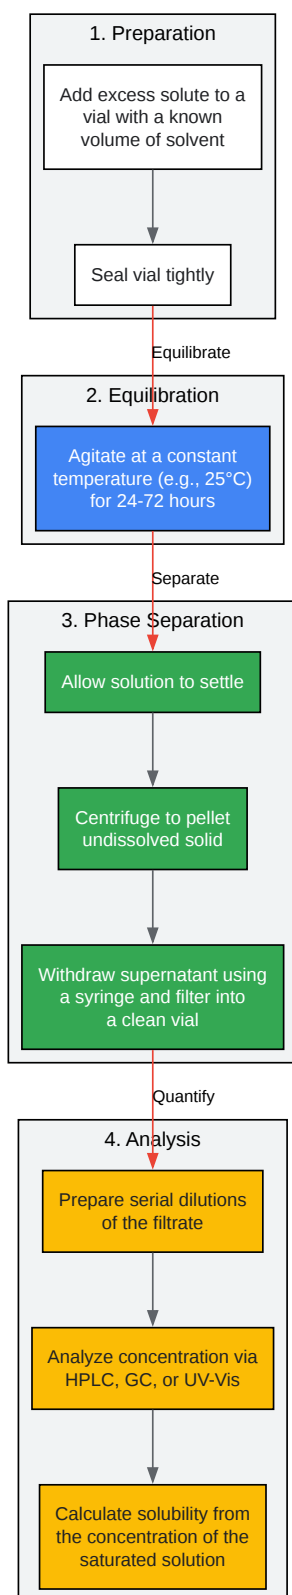 1. Preparation
Add excess solute to a
vial with a known
volume of solvent
Seal vial tightly
Equilibrate
2. Equilibration
Agitate at a constant
temperature (e.g., 25°C)
for 24-72 hours
Separate
3. Phase Separation
Allow solution to settle
Centrifuge to pellet
undissolved solid
Withdraw supernatant using
a syringe and filter into
a clean vial
Quantify
4. Analysis
Prepare serial dilutions
of the filtrate
Analyze concentration via
HPLC, GC, or UV-Vis
Calculate solubility from
the concentration of the
saturated solution